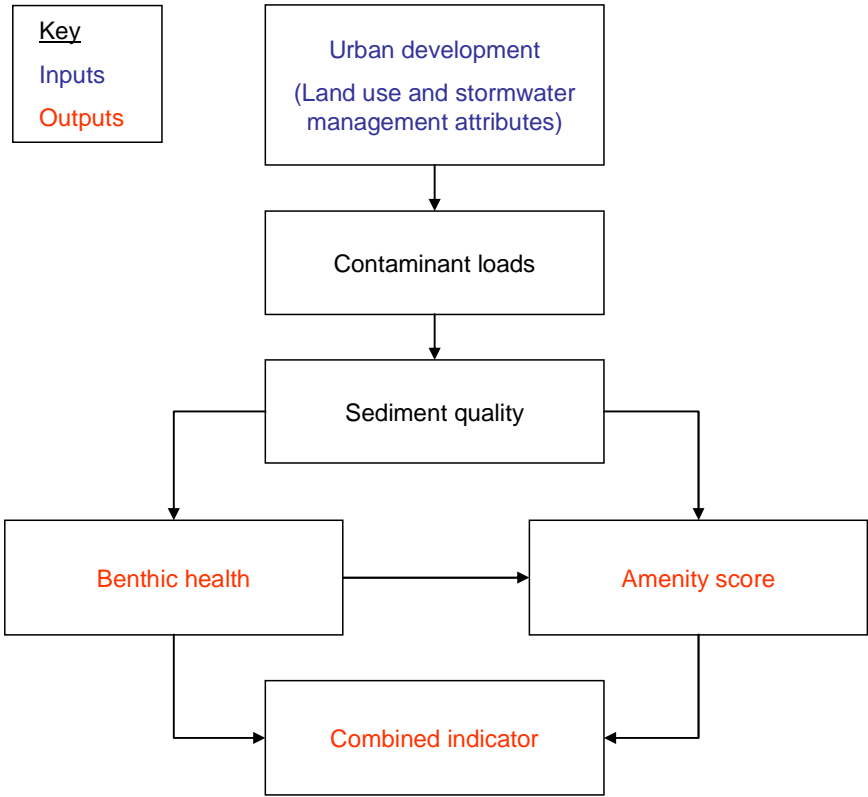 Key
Inputs
Outputs
Urban development
(Land use and stormwater
management attributes)
Contaminant loads
Sediment quality
Benthic health
Amenity score
Combined indicator